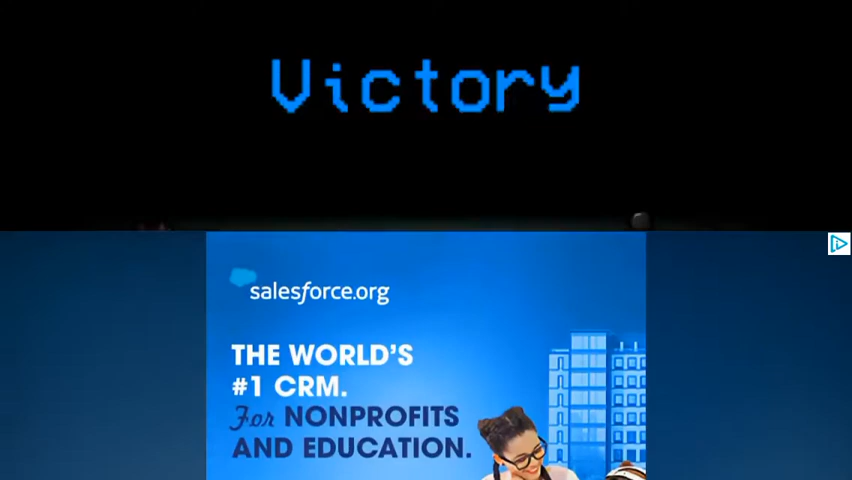 Victory
salesforce.org
THE WORLD'S
#1 CRM.
For NONPROFITS
AND EDUCATION.